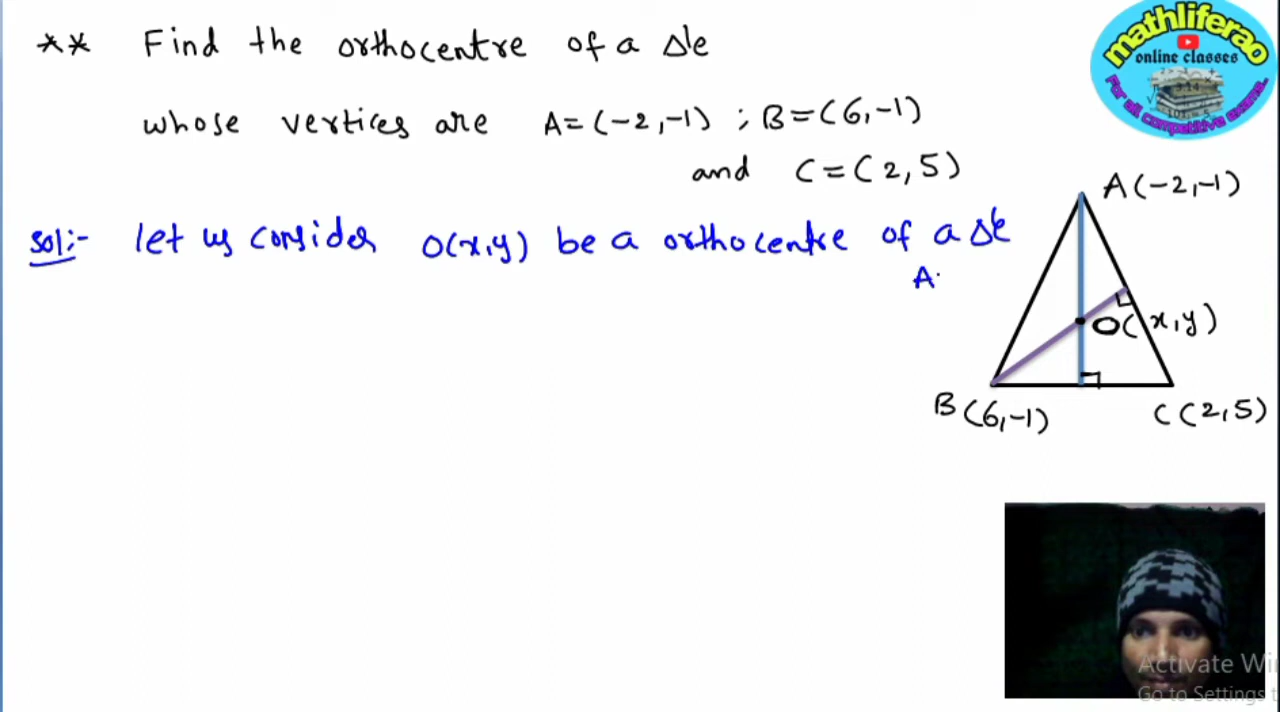 ** Find the orthocentre of a Δle
whose vertices are A=(-2,-1) ; B=(6,-1)
and C=(2,5)
Sol:- let us consider O(x,y) be a orthocentre of a Δle
A
mathliferao
online classes
For all competitive exams.
A(-2,-1)
O(x,y)
B(6,-1)
C(2,5)
Activate Wi
Go to Settings t